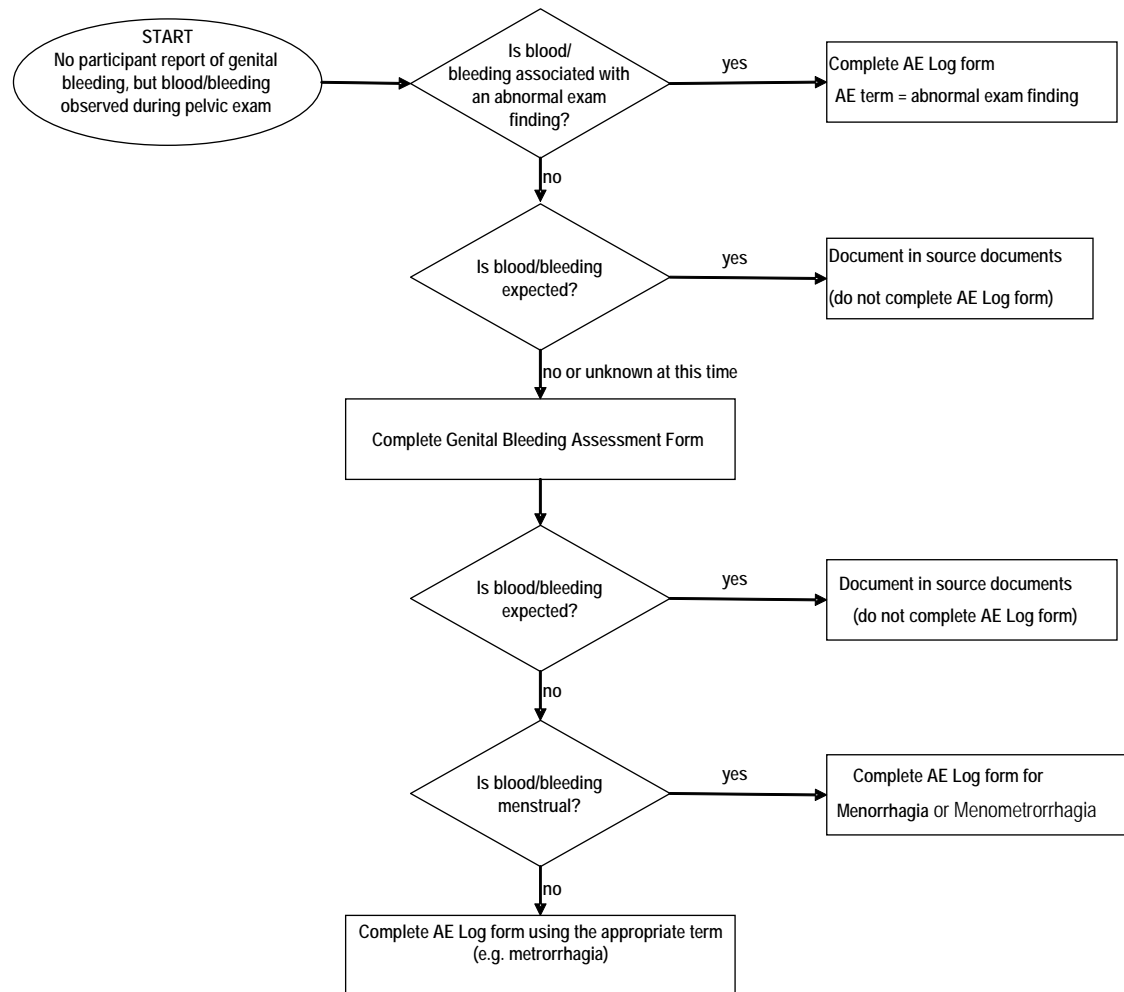 START
No participant report of genital
bleeding, but blood/bleeding
observed during pelvic exam
Is blood/
bleeding associated with
an abnormal exam
finding?
yes
Complete AE Log form
AE term = abnormal exam finding
no
Is blood/bleeding
expected?
yes
Document in source documents
(do not complete AE Log form)
no or unknown at this time
Complete Genital Bleeding Assessment Form
Is blood/bleeding
expected?
yes
Document in source documents
(do not complete AE Log form)
no
Is blood/bleeding
menstrual?
yes
Complete AE Log form for
Menorrhagia or Menometrorrhagia
no
Complete AE Log form using the appropriate term
(e.g. metrorrhagia)